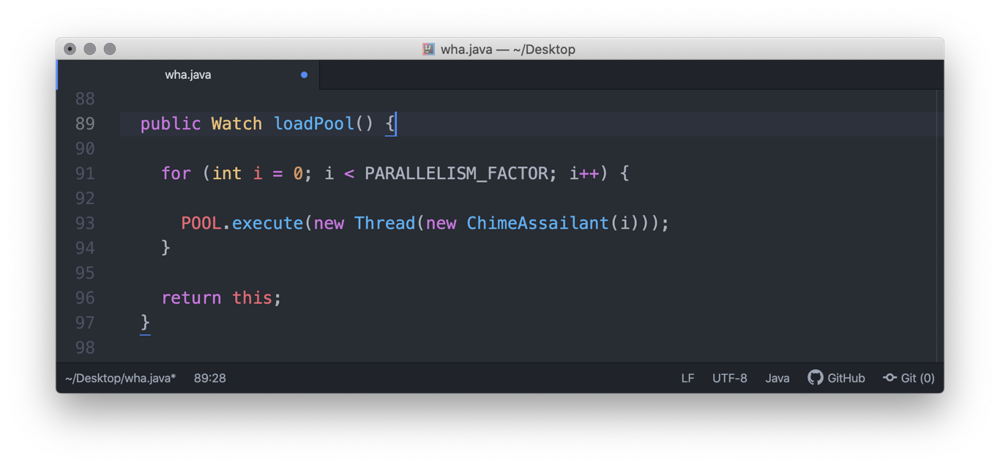 wha.java — ~/Desktop
wha.java
88
89 public Watch loadPool() {
90
91 for (int i = 0; i < PARALLELISM_FACTOR; i++) {
92
93 POOL.execute(new Thread(new ChimeAssailant(i)));
94 }
95
96 return this;
97 }
98
~/Desktop/wha.java* 89:28 LF UTF-8 Java GitHub Git (0)